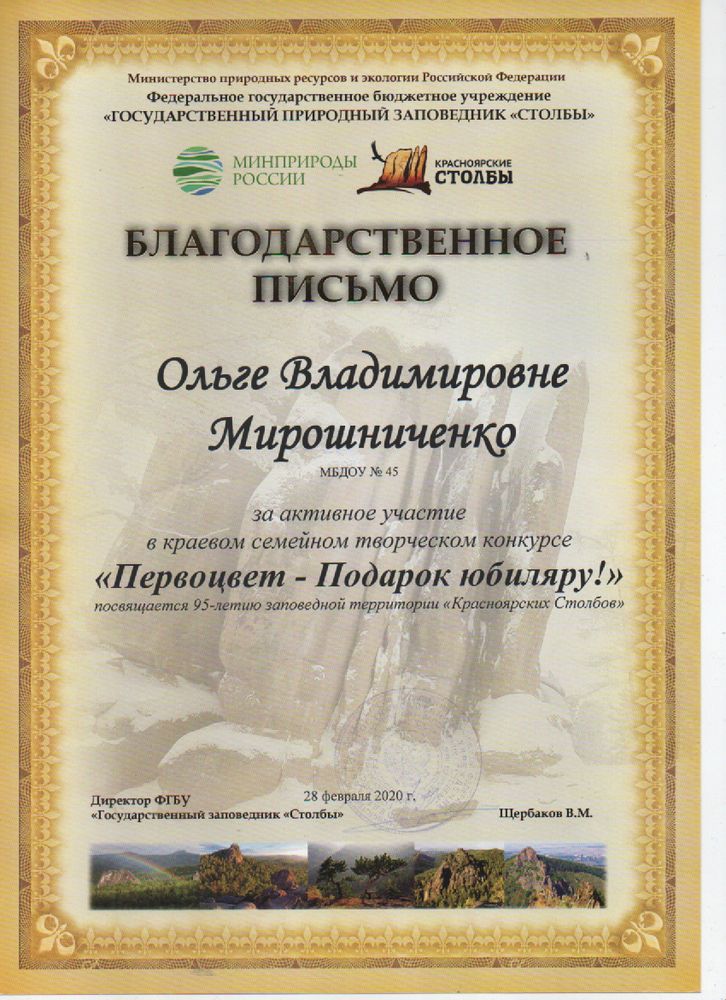 Министерство природных ресурсов и экологии Российской Федерации
Федеральное государственное бюджетное учреждение
«ГОСУДАРСТВЕННЫЙ ПРИРОДНЫЙ ЗАПОВЕДНИК «СТОЛБЫ»
МИНПРИРОДЫ
РОССИИ
КРАСНОЯРСКИЕ
СТОЛБЫ
БЛАГОДАРСТВЕННОЕ
ПИСЬМО
Ольге Владимировне
Мирошниченко
МБДОУ № 45
за активное участие
в краевом семейном творческом конкурсе
«Первоцвет - Подарок юбиляру!»
посвящается 95-летию заповедной территории «Красноярских Столбов»
28 февраля 2020 г.
Директор ФГБУ
«Государственный заповедник «Столбы»
Щербаков В.М.